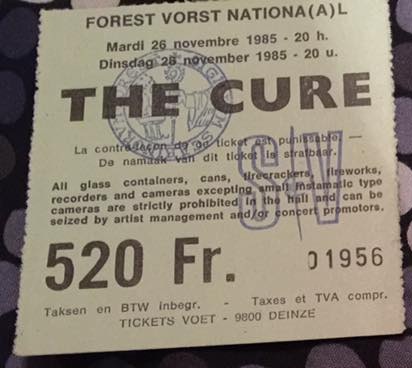 FOREST VORST NATIONA(A)L
Mardi 26 novembre 1985 - 20 h.
Dinsdag 26 november 1985 - 20 u.
THE CURE
La contrefaçon de ce ticket est punissable. -
De namaak van dit ticket is strafbaar.
S/V
All glass containers, cans, firecrackers, fireworks,
recorders and cameras excepting small instamatic type
cameras are strictly prohibited in the hall and can be
seized by artist management and/or concert promotors.
520 Fr.
01956
Taksen en BTW inbegr. - Taxes et TVA compr.
TICKETS VOET - 9800 DEINZE